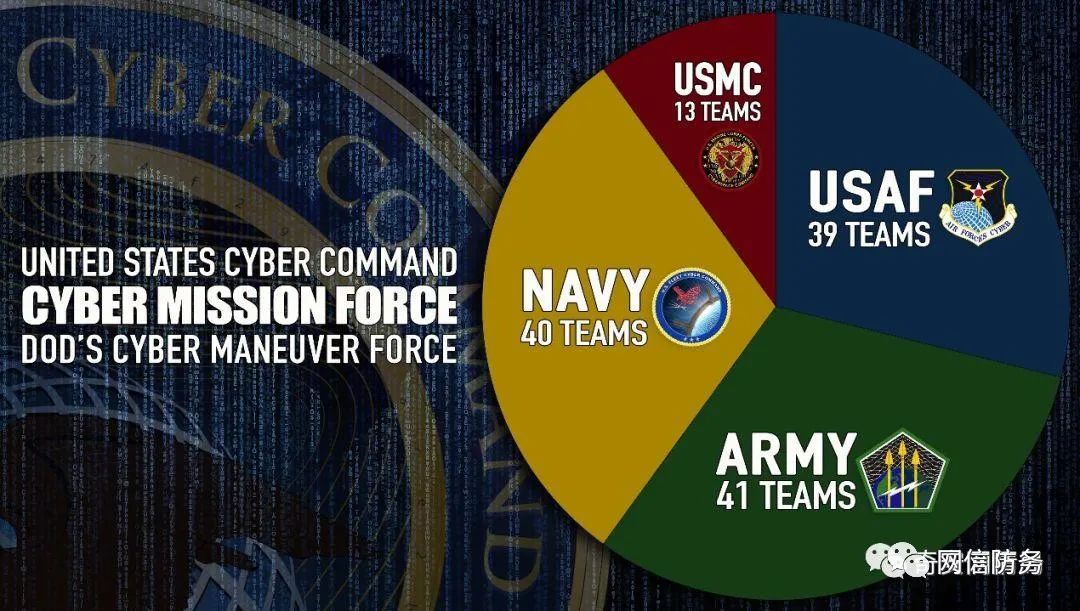 CYBER COMMAND
UNITED STATES CYBER COMMAND
CYBER MISSION FORCE
DOD'S CYBER MANEUVER FORCE
USMC
13 TEAMS
USAF
39 TEAMS
AIR FORCES CYBER
NAVY
40 TEAMS
U.S. FLEET CYBER COMMAND
ARMY
41 TEAMS
奇网信防务